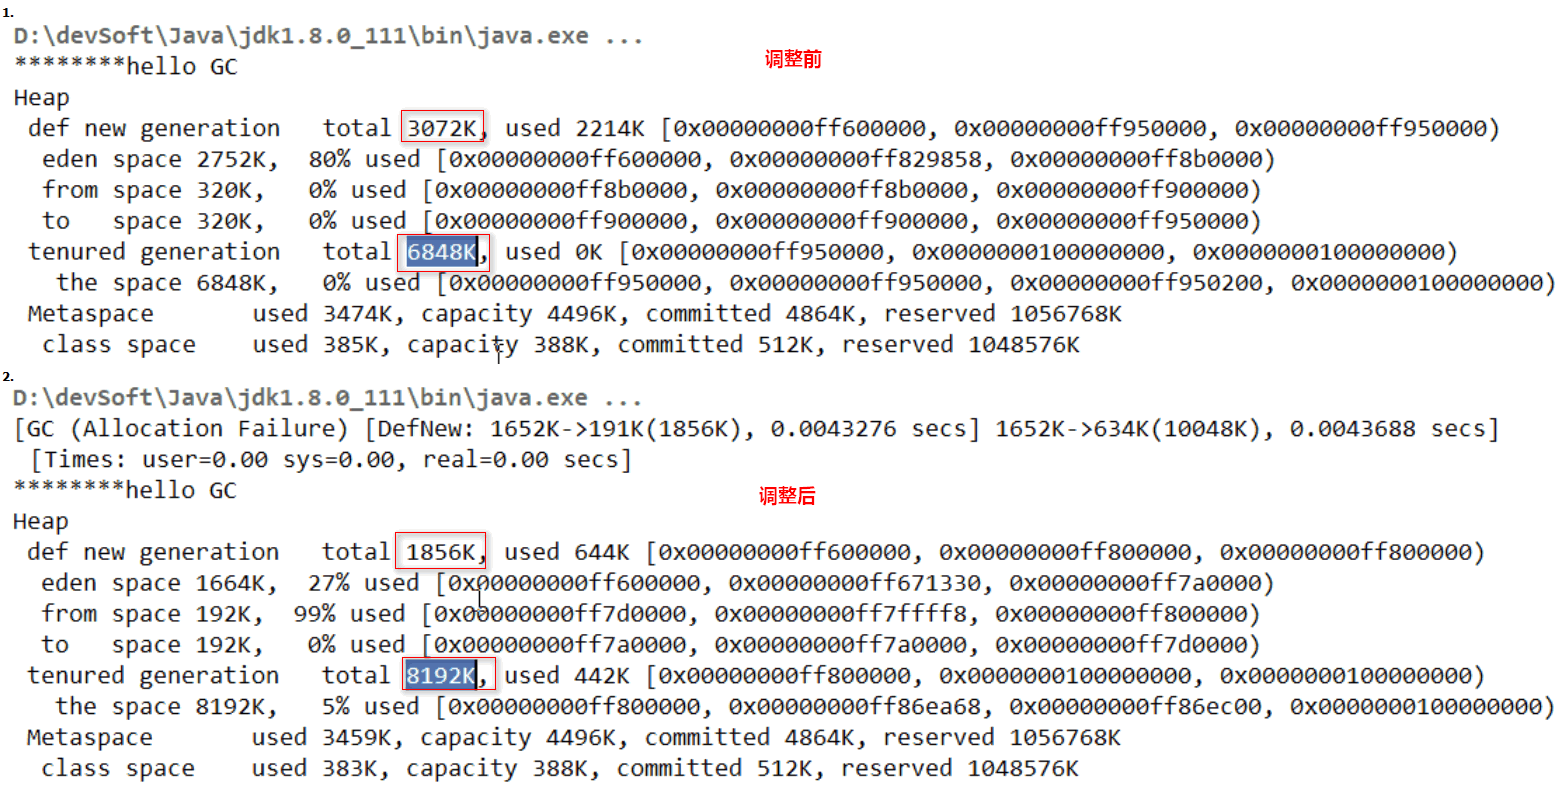 1.
D:\devSoft\Java\jdk1.8.0_111\bin\java.exe ...
********hello GC
调整前
Heap
def new generation total 3072K, used 2214K [0x00000000ff600000, 0x00000000ff950000, 0x00000000ff950000)
eden space 2752K, 80% used [0x00000000ff600000, 0x00000000ff829858, 0x00000000ff8b0000)
from space 320K, 0% used [0x00000000ff8b0000, 0x00000000ff8b0000, 0x00000000ff900000)
to space 320K, 0% used [0x00000000ff900000, 0x00000000ff900000, 0x00000000ff950000)
tenured generation total 6848K, used 0K [0x00000000ff950000, 0x0000000100000000, 0x0000000100000000)
the space 6848K, 0% used [0x00000000ff950000, 0x00000000ff950000, 0x00000000ff950200, 0x0000000100000000)
Metaspace used 3474K, capacity 4496K, committed 4864K, reserved 1056768K
class space used 385K, capacity 388K, committed 512K, reserved 1048576K
2.
D:\devSoft\Java\jdk1.8.0_111\bin\java.exe ...
[GC (Allocation Failure) [DefNew: 1652K->191K(1856K), 0.0043276 secs] 1652K->634K(10048K), 0.0043688 secs]
[Times: user=0.00 sys=0.00, real=0.00 secs]
********hello GC
调整后
Heap
def new generation total 1856K, used 644K [0x00000000ff600000, 0x00000000ff800000, 0x00000000ff800000)
eden space 1664K, 27% used [0x00000000ff600000, 0x00000000ff671330, 0x00000000ff7a0000)
from space 192K, 99% used [0x00000000ff7d0000, 0x00000000ff7ffff8, 0x00000000ff800000)
to space 192K, 0% used [0x00000000ff7a0000, 0x00000000ff7a0000, 0x00000000ff7d0000)
tenured generation total 8192K, used 442K [0x00000000ff800000, 0x0000000100000000, 0x0000000100000000)
the space 8192K, 5% used [0x00000000ff800000, 0x00000000ff86ea68, 0x00000000ff86ec00, 0x0000000100000000)
Metaspace used 3459K, capacity 4496K, committed 4864K, reserved 1056768K
class space used 383K, capacity 388K, committed 512K, reserved 1048576K